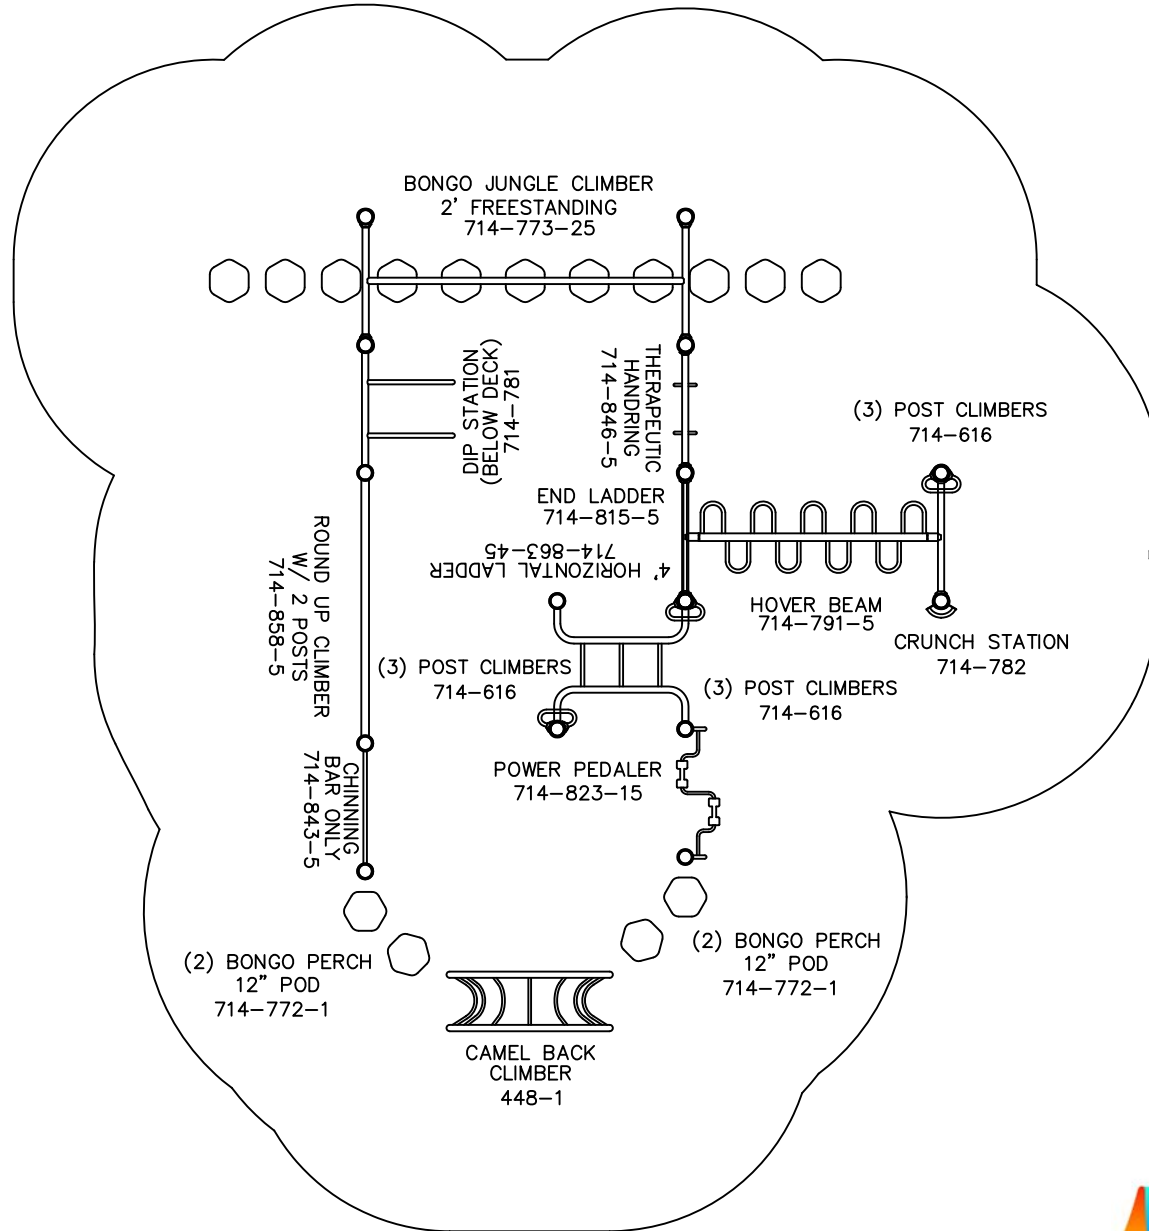 BONGO JUNGLE CLIMBER
2' FREESTANDING
714-773-25
DIP STATION
(BELOW DECK)
714-781
THERAPEUTIC
HANDRING
714-846-5
(3) POST CLIMBERS
714-616
END LADDER
714-815-5
4' HORIZONTAL LADDER
714-863-45
ROUND UP CLIMBER
W/ 2 POSTS
714-858-5
HOVER BEAM
714-791-5
CRUNCH STATION
714-782
(3) POST CLIMBERS
714-616
(3) POST CLIMBERS
714-616
CHINNING
BAR ONLY
714-843-5
POWER PEDALER
714-823-15
(2) BONGO PERCH
12" POD
714-772-1
(2) BONGO PERCH
12" POD
714-772-1
CAMEL BACK
CLIMBER
448-1